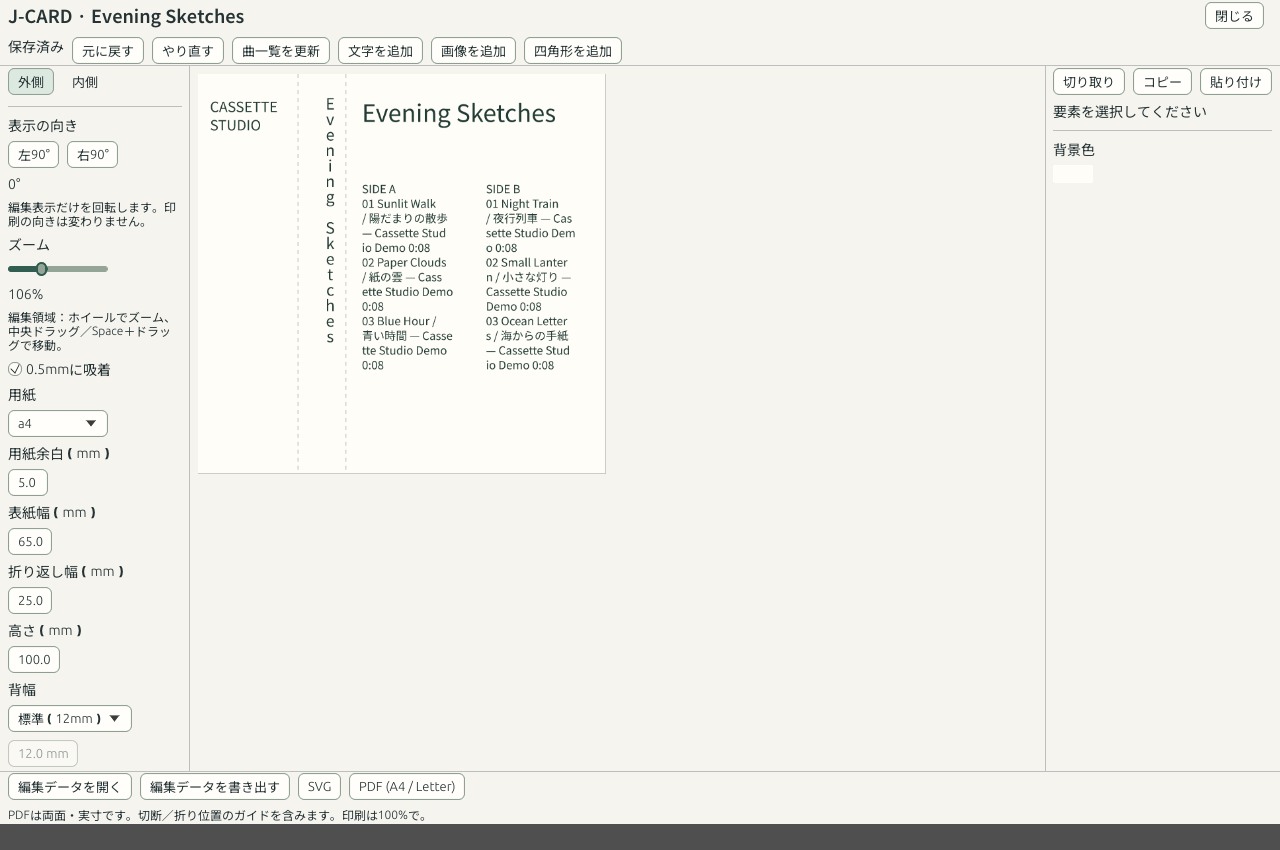 J-CARD · Evening Sketches
閉じる
保存済み 元に戻す やり直す 曲一覧を更新 文字を追加 画像を追加 四角形を追加
外側 内側
表示の向き
左90° 右90°
0°
編集表示だけを回転します。印
刷の向きは変わりません。
ズーム
106%
編集領域：ホイールでズーム、
中央ドラッグ／Space＋ドラッ
グで移動。
0.5mmに吸着
用紙
a4
用紙余白 ( mm )
5.0
表紙幅 ( mm )
65.0
折り返し幅 ( mm )
25.0
高さ ( mm )
100.0
背幅
標準 ( 12mm )
12.0 mm
CASSETTE
STUDIO
Evening Sketches
Evening Sketches
SIDE A
01 Sunlit Walk
/ 陽だまりの散歩
— Cassette Stud
io Demo 0:08
02 Paper Clouds
/ 紙の雲 — Cass
ette Studio Demo
0:08
03 Blue Hour /
青い時間 — Casse
tte Studio Demo
0:08
SIDE B
01 Night Train
/ 夜行列車 — Cas
sette Studio Dem
o 0:08
02 Small Lanter
n / 小さな灯り —
Cassette Studio
Demo 0:08
03 Ocean Letter
s / 海からの手紙
— Cassette Stud
io Demo 0:08
切り取り コピー 貼り付け
要素を選択してください
背景色
編集データを開く 編集データを書き出す SVG PDF (A4 / Letter)
PDFは両面・実寸です。切断／折り位置のガイドを含みます。印刷は100%で。